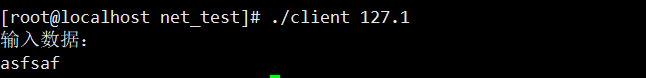 [root@localhost net_test]# ./client 127.1
输入数据:
asfsaf